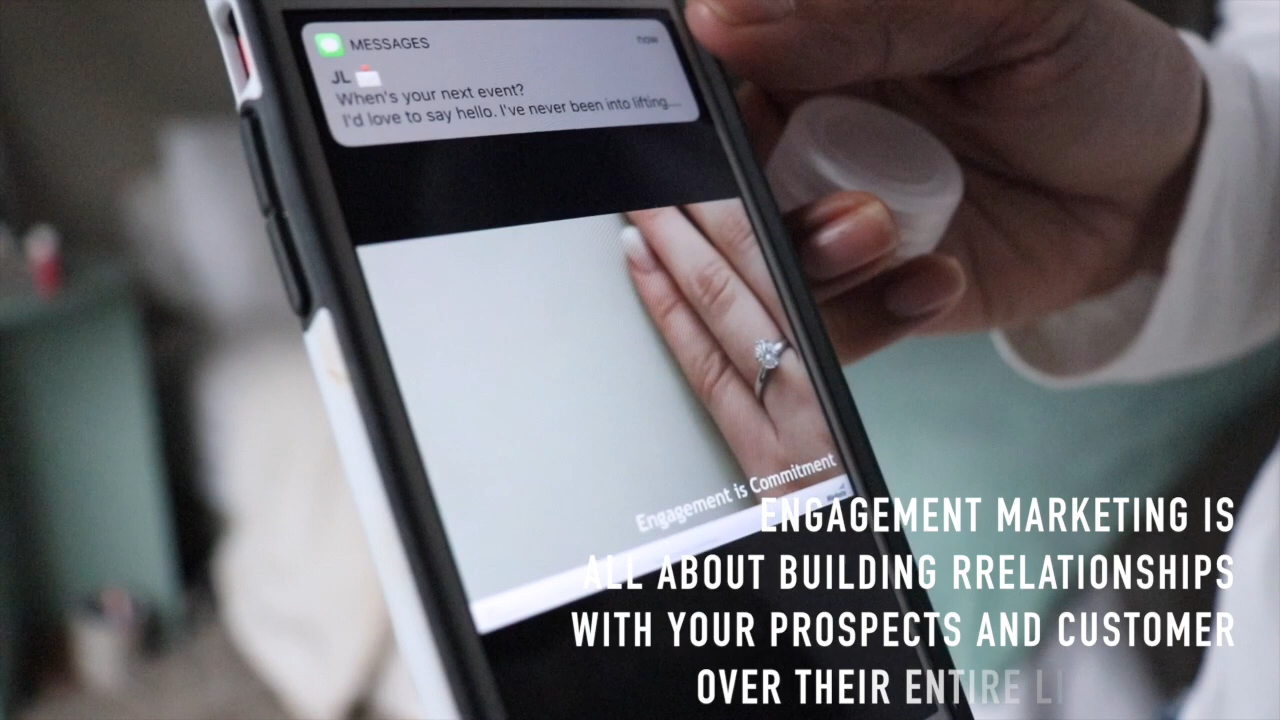 MESSAGES
now
JL
When's your next event?
I'd love to say hello. I've never been into lifting....
Engagement is Commitment
ENGAGEMENT MARKETING IS
ALL ABOUT BUILDING RRELATIONSHIPS
WITH YOUR PROSPECTS AND CUSTOMER
OVER THEIR ENTIRE LI